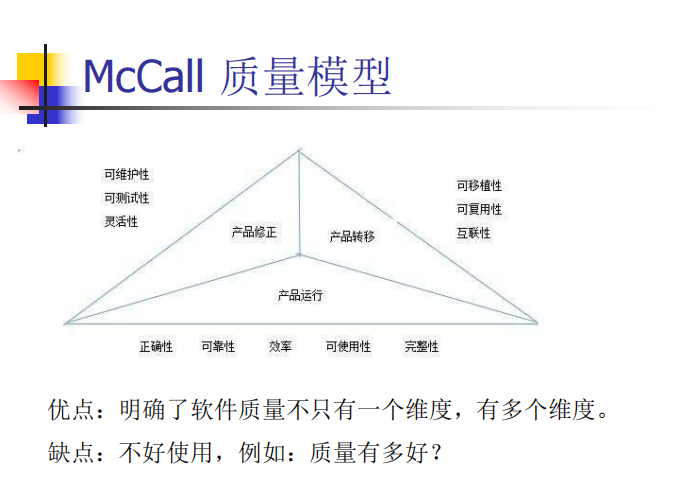 McCall 质量模型
可维护性
可测试性
灵活性
可移植性
可复用性
互联性
产品修正
产品转移
产品运行
正确性 可靠性 效率 可使用性 完整性
优点：明确了软件质量不只有一个维度，有多个维度。
缺点：不好使用，例如：质量有多好？